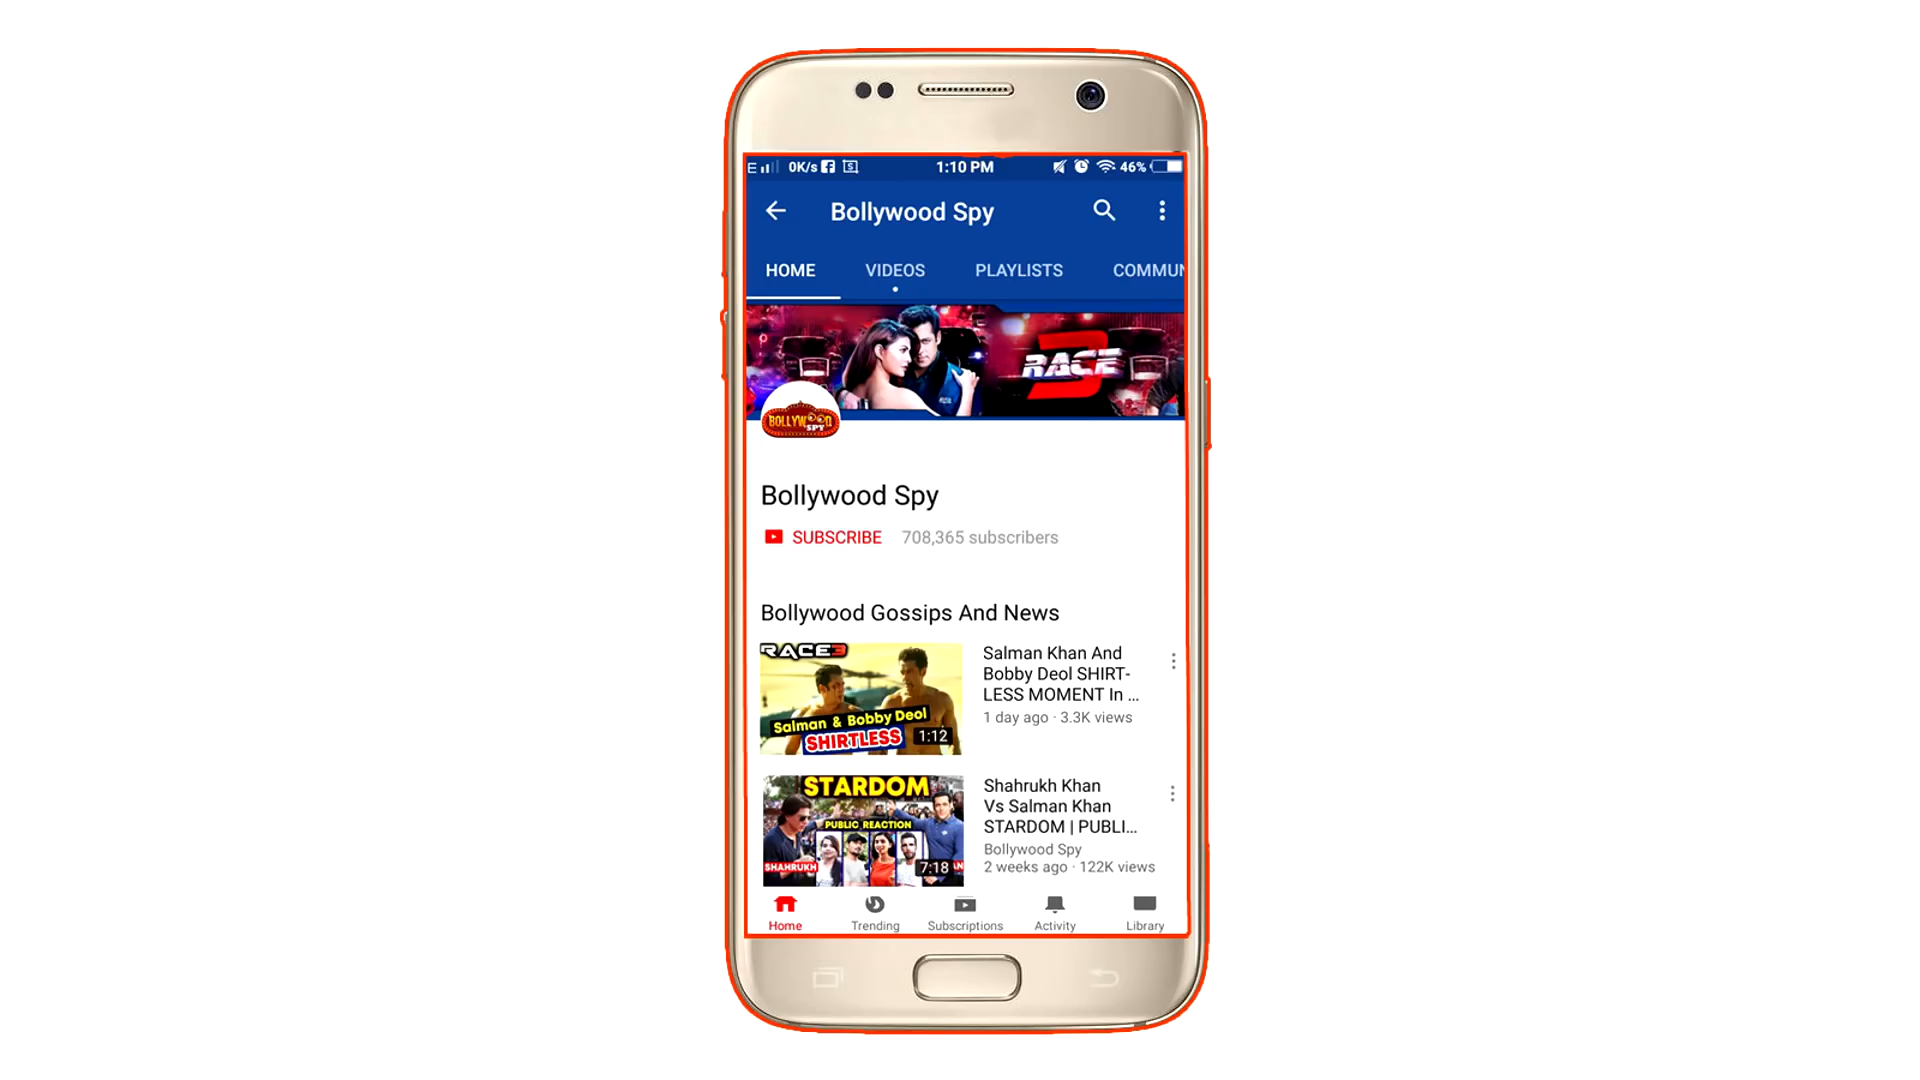 E 0K/s 1:10 PM 46%
Bollywood Spy
HOME VIDEOS PLAYLISTS COMMUN
RACE 3
BOLLYWOOD
SPY
Bollywood Spy
SUBSCRIBE 708,365 subscribers
Bollywood Gossips And News
RACE3
Salman & Bobby Deol
SHIRTLESS
1:12
Salman Khan And
Bobby Deol SHIRT-
LESS MOMENT In ...
1 day ago · 3.3K views
STARDOM
PUBLIC REACTION
SHAHRUKH
7:18
Shahrukh Khan
Vs Salman Khan
STARDOM | PUBLI...
Bollywood Spy
2 weeks ago · 122K views
Home Trending Subscriptions Activity Library